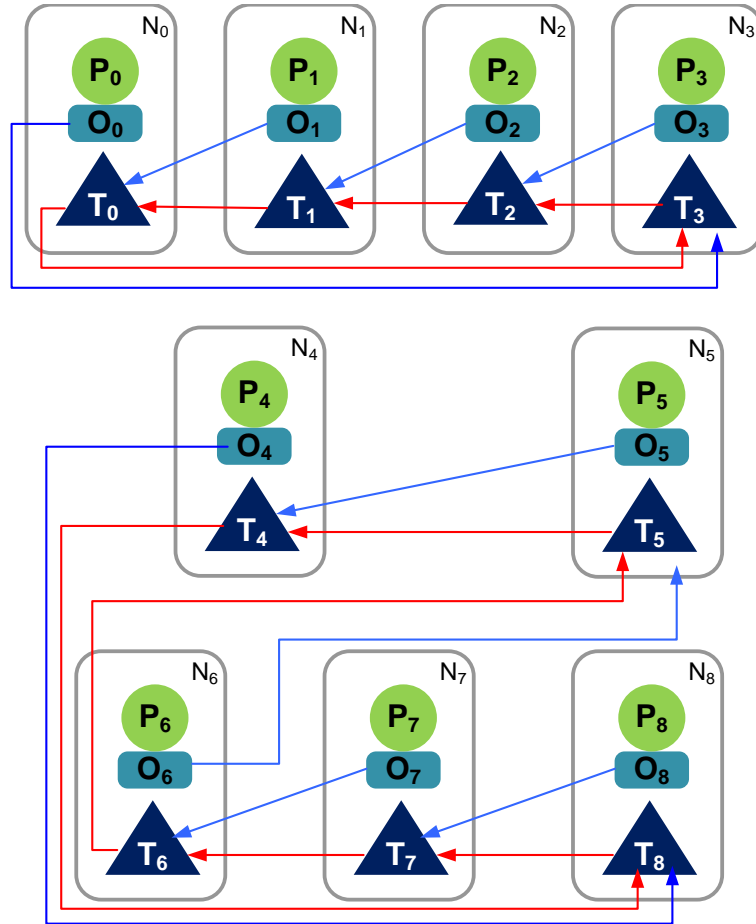 N₀ N₁ N₂ N₃
P₀ P₁ P₂ P₃
O₀ O₁ O₂ O₃
T₀ T₁ T₂ T₃
N₄ N₅
P₄ P₅
O₄ O₅
T₄ T₅
N₆ N₇ N₈
P₆ P₇ P₈
O₆ O₇ O₈
T₆ T₇ T₈